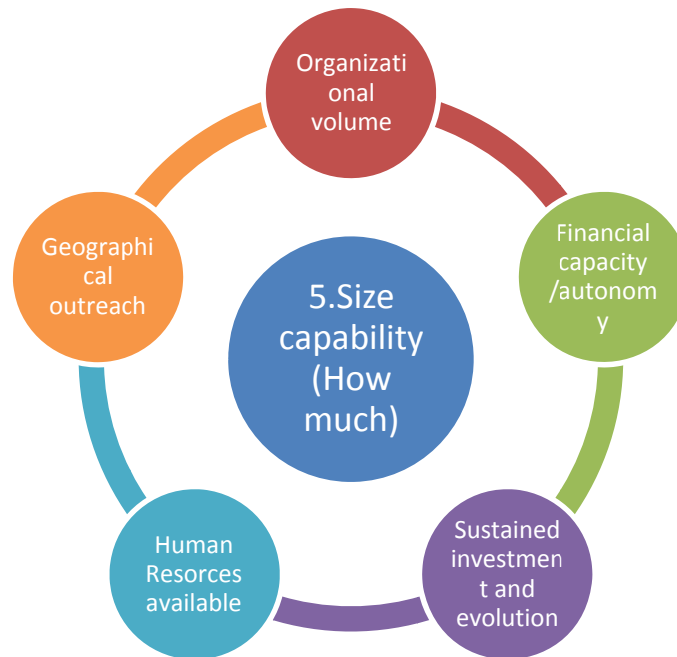 Organizati
onal
volume
Financial
capacity
/autonom
y
Sustained
investmen
t and
evolution
Human
Resorces
available
Geographi
cal
outreach
5.Size
capability
(How
much)